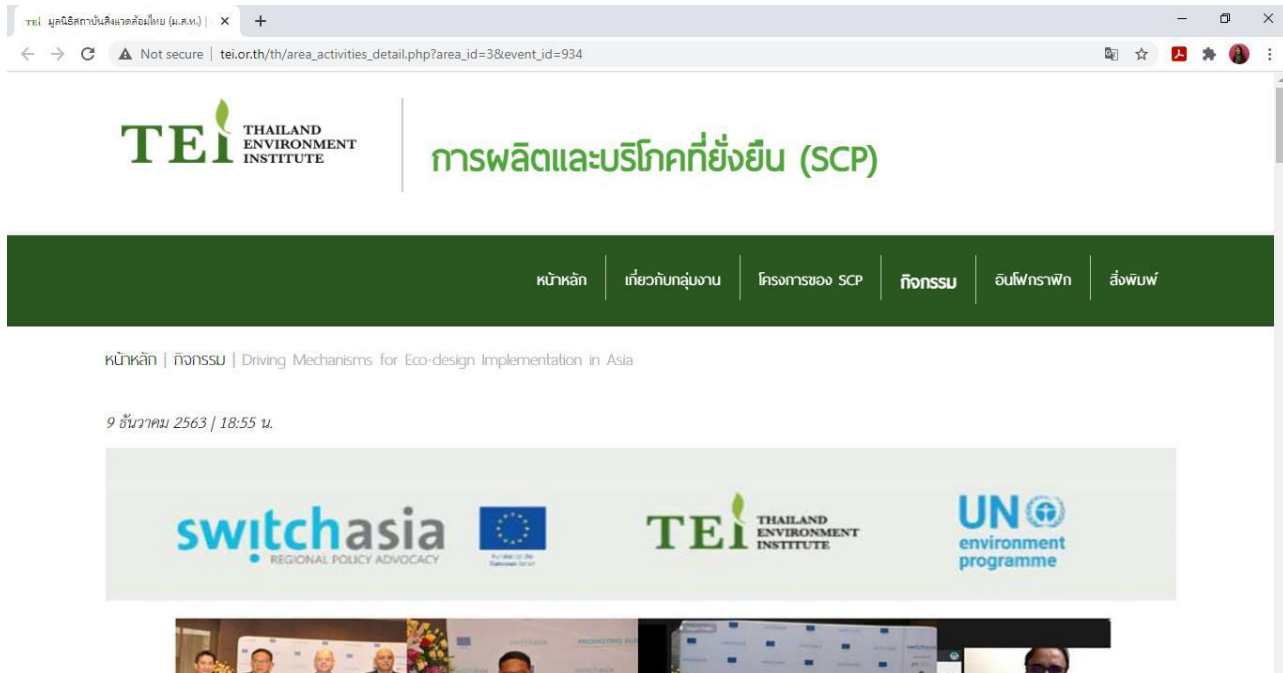 TEI มูลนิธิสถาบันสิ่งแวดล้อมไทย (ม.ส.ท.) |
Not secure | tei.or.th/th/area_activities_detail.php?area_id=3&event_id=934
TEI THAILAND
ENVIRONMENT
INSTITUTE
การผลิตและบริโภคที่ยั่งยืน (SCP)
หน้าหลัก เกี่ยวกับกลุ่มงาน โครงการของ SCP กิจกรรม อินโฟกราฟิก สิ่งพิมพ์
หน้าหลัก | กิจกรรม | Driving Mechanisms for Eco-design Implementation in Asia
9 ธันวาคม 2563 | 18:55 น.
switchasia
REGIONAL POLICY ADVOCACY
Funded by the
European Union
TEI THAILAND
ENVIRONMENT
INSTITUTE
UN
environment
programme
switchasia